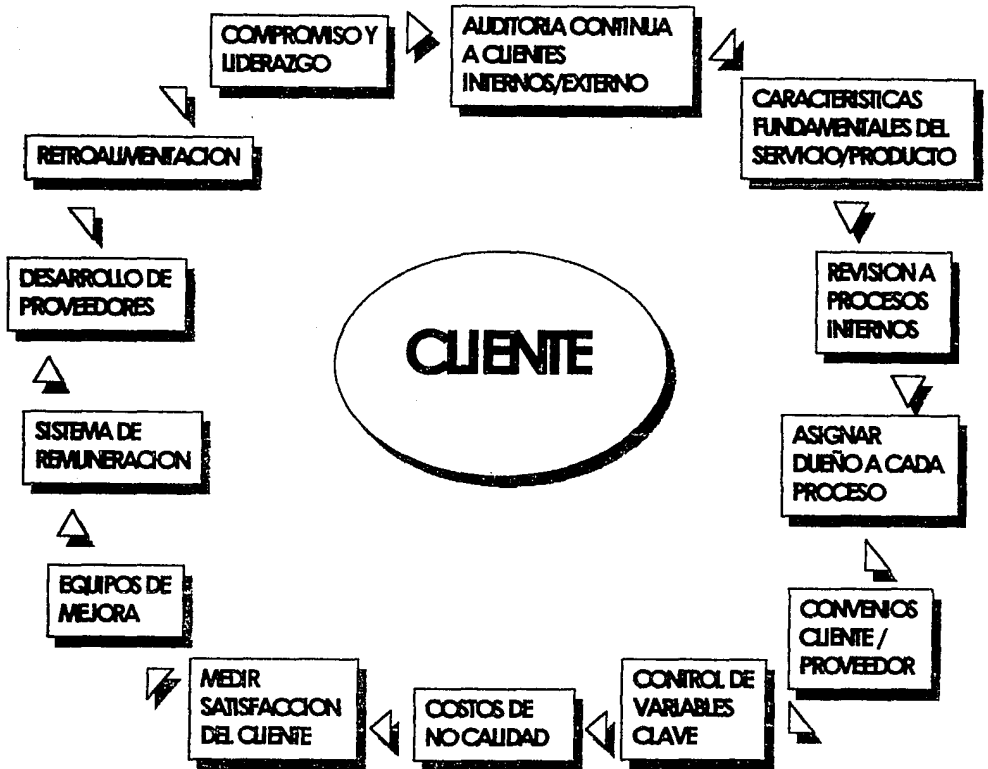 COMPROMISO Y
LIDERAZGO
AUDITORIA CONTINUA
A CLIENTES
INTERNOS/EXTERNO
CARACTERISTICAS
FUNDAMENTALES DEL
SERVICIO/PRODUCTO
REVISION A
PROCESOS
INTERNOS
ASIGNAR
DUEÑO A CADA
PROCESO
CONVENIOS
CLIENTE /
PROVEEDOR
CONTROL DE
VARIABLES
CLAVE
COSTOS DE
NO CALIDAD
MEDIR
SATISFACCION
DEL CLIENTE
EQUIPOS DE
MEJORA
SISTEMA DE
REMUNERACION
DESARROLLO DE
PROVEEDORES
RETROALIMENTACION
CLIENTE